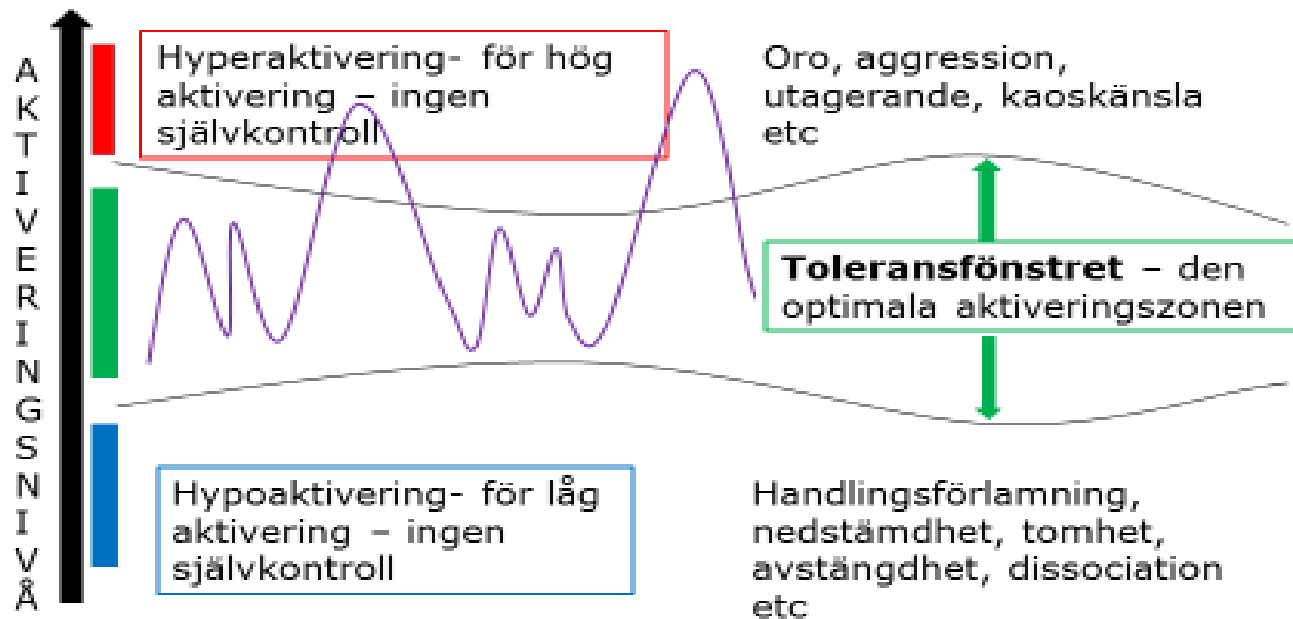 AKTIVERINGSNIVÅ
Hyperaktivering- för hög
aktivering – ingen
självkontroll
Oro, aggression,
utagerande, kaoskänsla
etc
Toleransfönstret – den
optimala aktiveringszonen
Hypoaktivering- för låg
aktivering – ingen
självkontroll
Handlingsförlamning,
nedstämdhet, tomhet,
avstängdhet, dissociation
etc